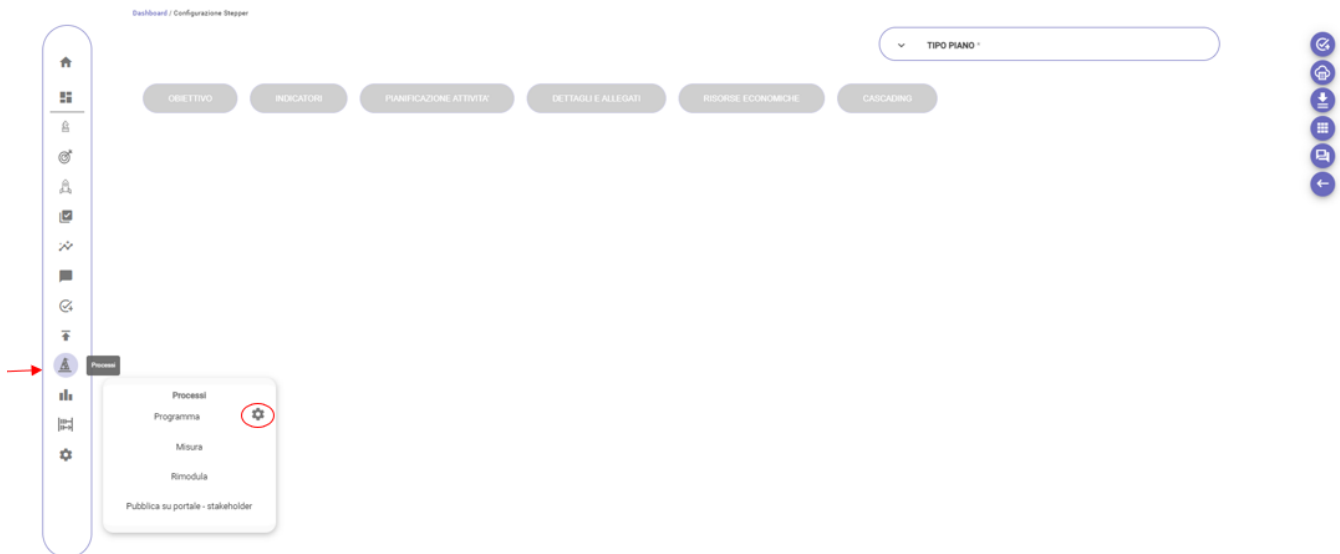 Dashboard / Configurazione Stepper
TIPO PIANO *
OBIETTIVO
INDICATORI
PIANIFICAZIONE ATTIVITA'
DETTAGLI E ALLEGATI
RISORSE ECONOMICHE
CASCADINO
Processi
Processi
Programma
Misura
Rimodula
Pubblica su portale - stakeholder